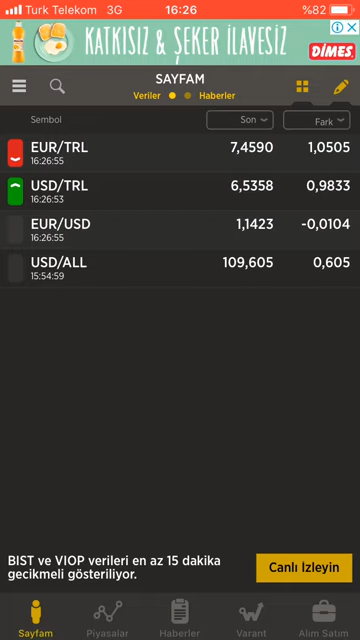 Turk Telekom 3G 16:26 %82
KATKISIZ & ŞEKER İLAVESİZ
DİMES
SAYFAM
Veriler Haberler
Sembol Son Fark
EUR/TRL 7,4590 1,0505
16:26:55
USD/TRL 6,5358 0,9833
16:26:53
EUR/USD 1,1423 -0,0104
16:26:55
USD/ALL 109,605 0,605
15:54:59
BIST ve VIOP verileri en az 15 dakika
gecikmeli gösteriliyor.
Canlı İzleyin
Sayfam Piyasalar Haberler Varant Alım Satım